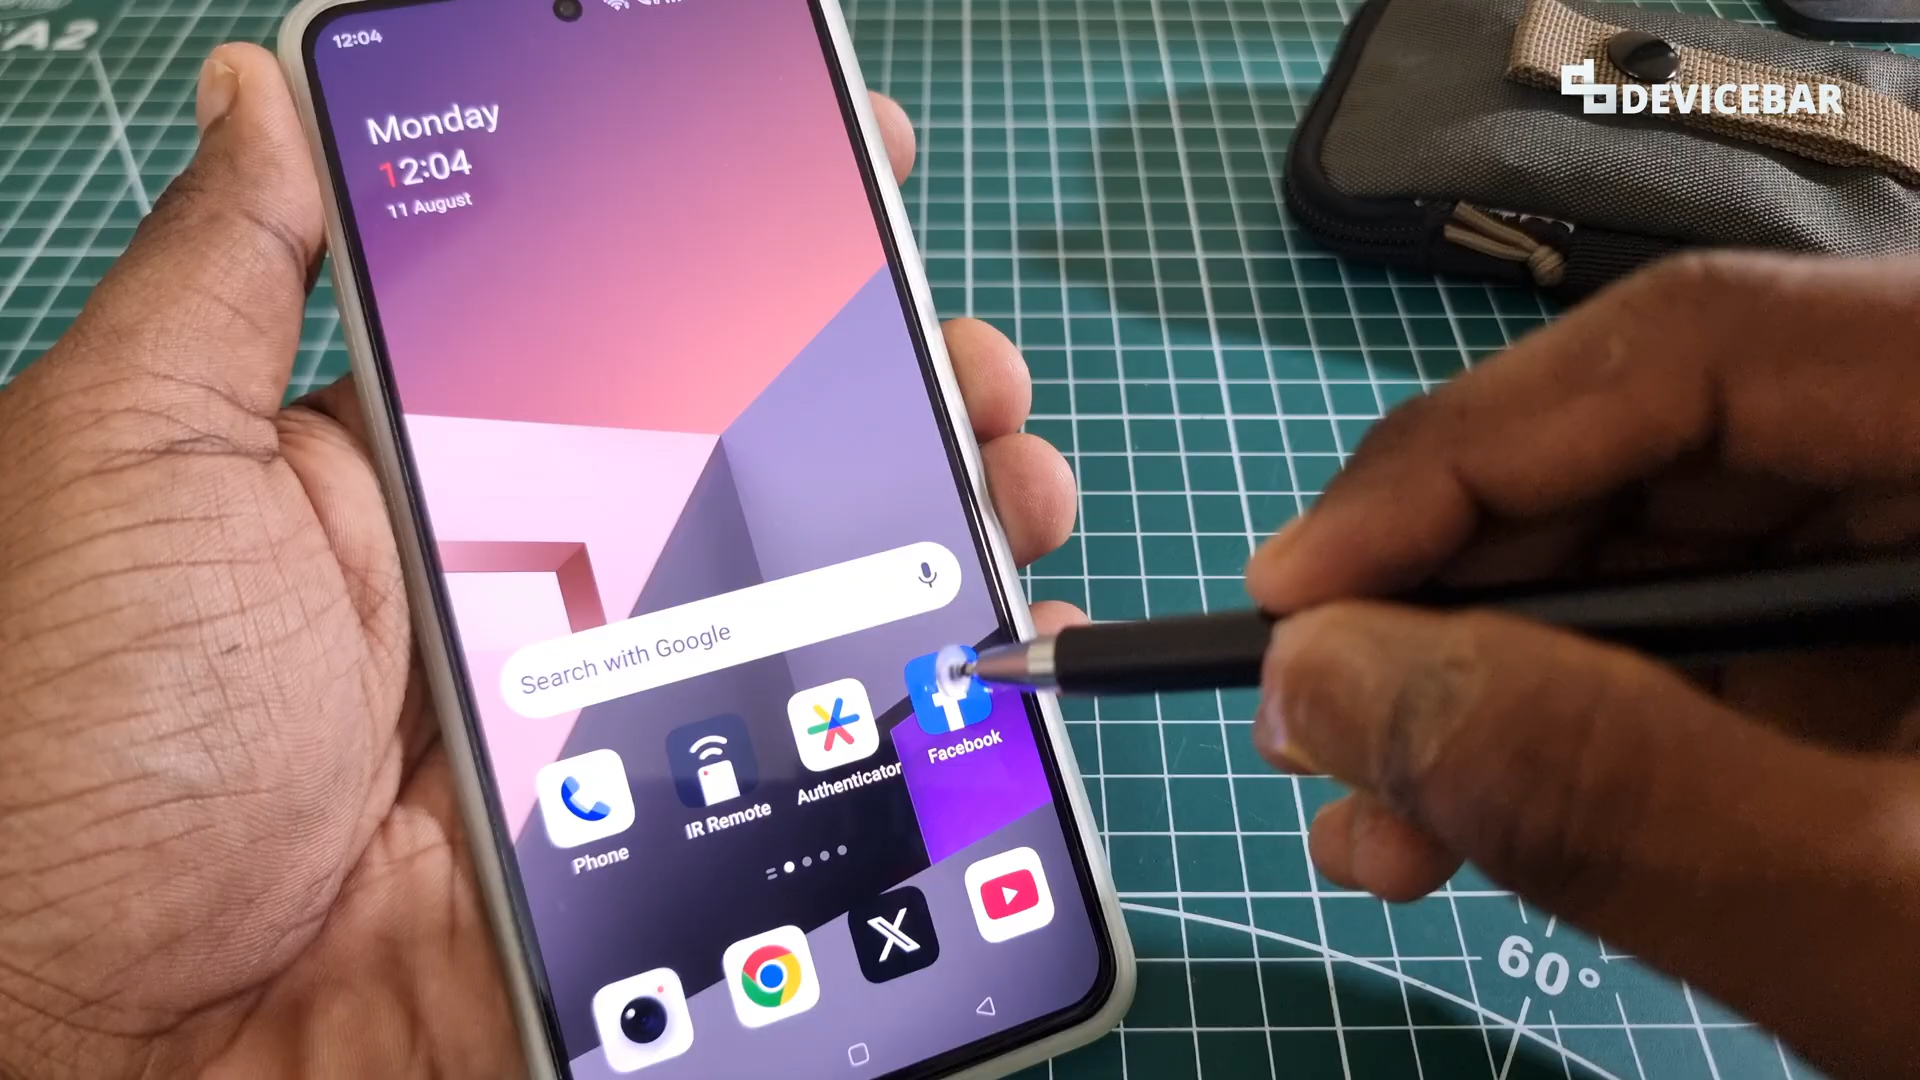 A2
12:04
Monday
12:04
11 August
DEVICEBAR
Search with Google
Phone
IR Remote
Authenticator
Facebook
60°